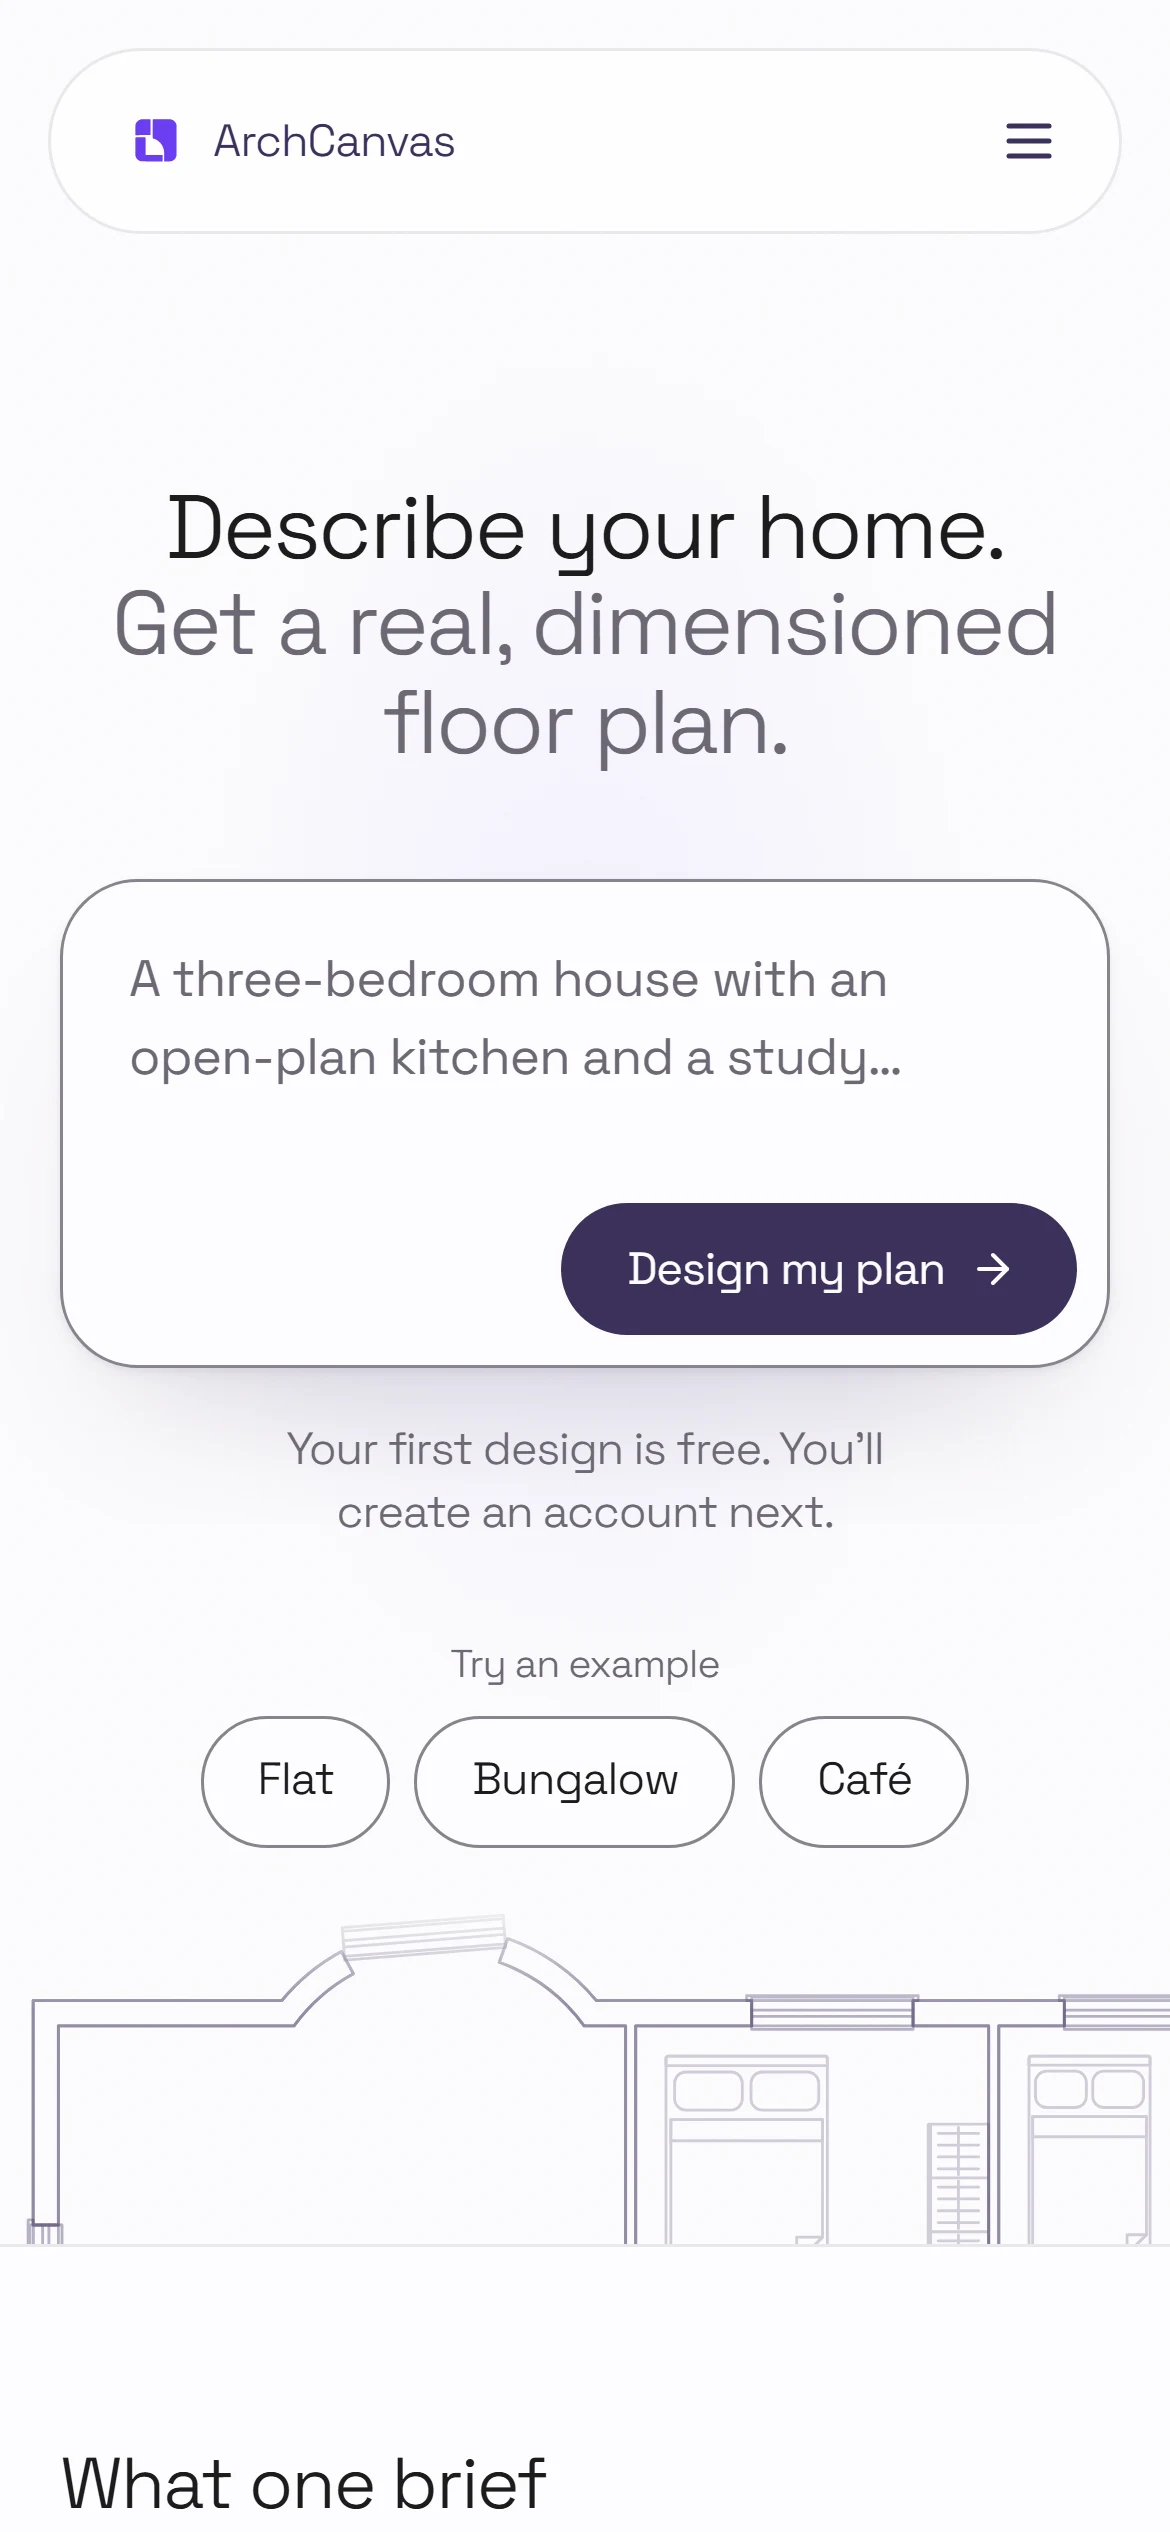 ArchCanvas
Describe your home.
Get a real, dimensioned
floor plan.
A three-bedroom house with an
open-plan kitchen and a study...
Design my plan →
Your first design is free. You’ll
create an account next.
Try an example
Flat
Bungalow
Café
What one brief